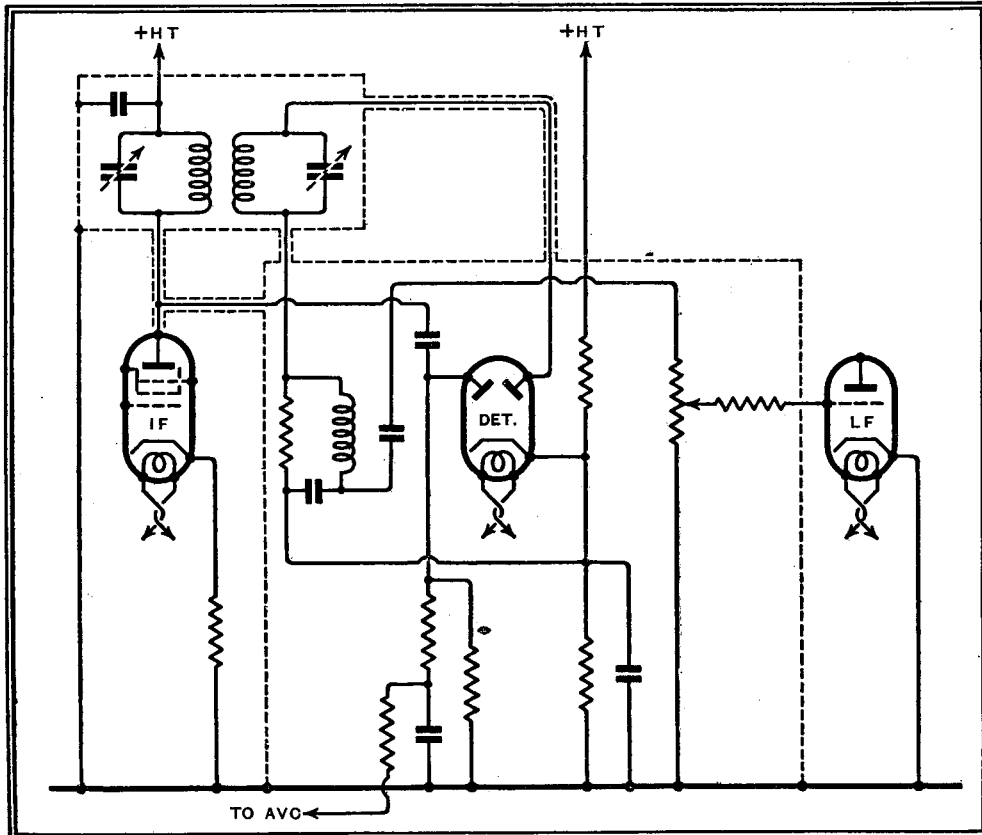 +HT
+HT
IF
DET.
LF
TO AVC